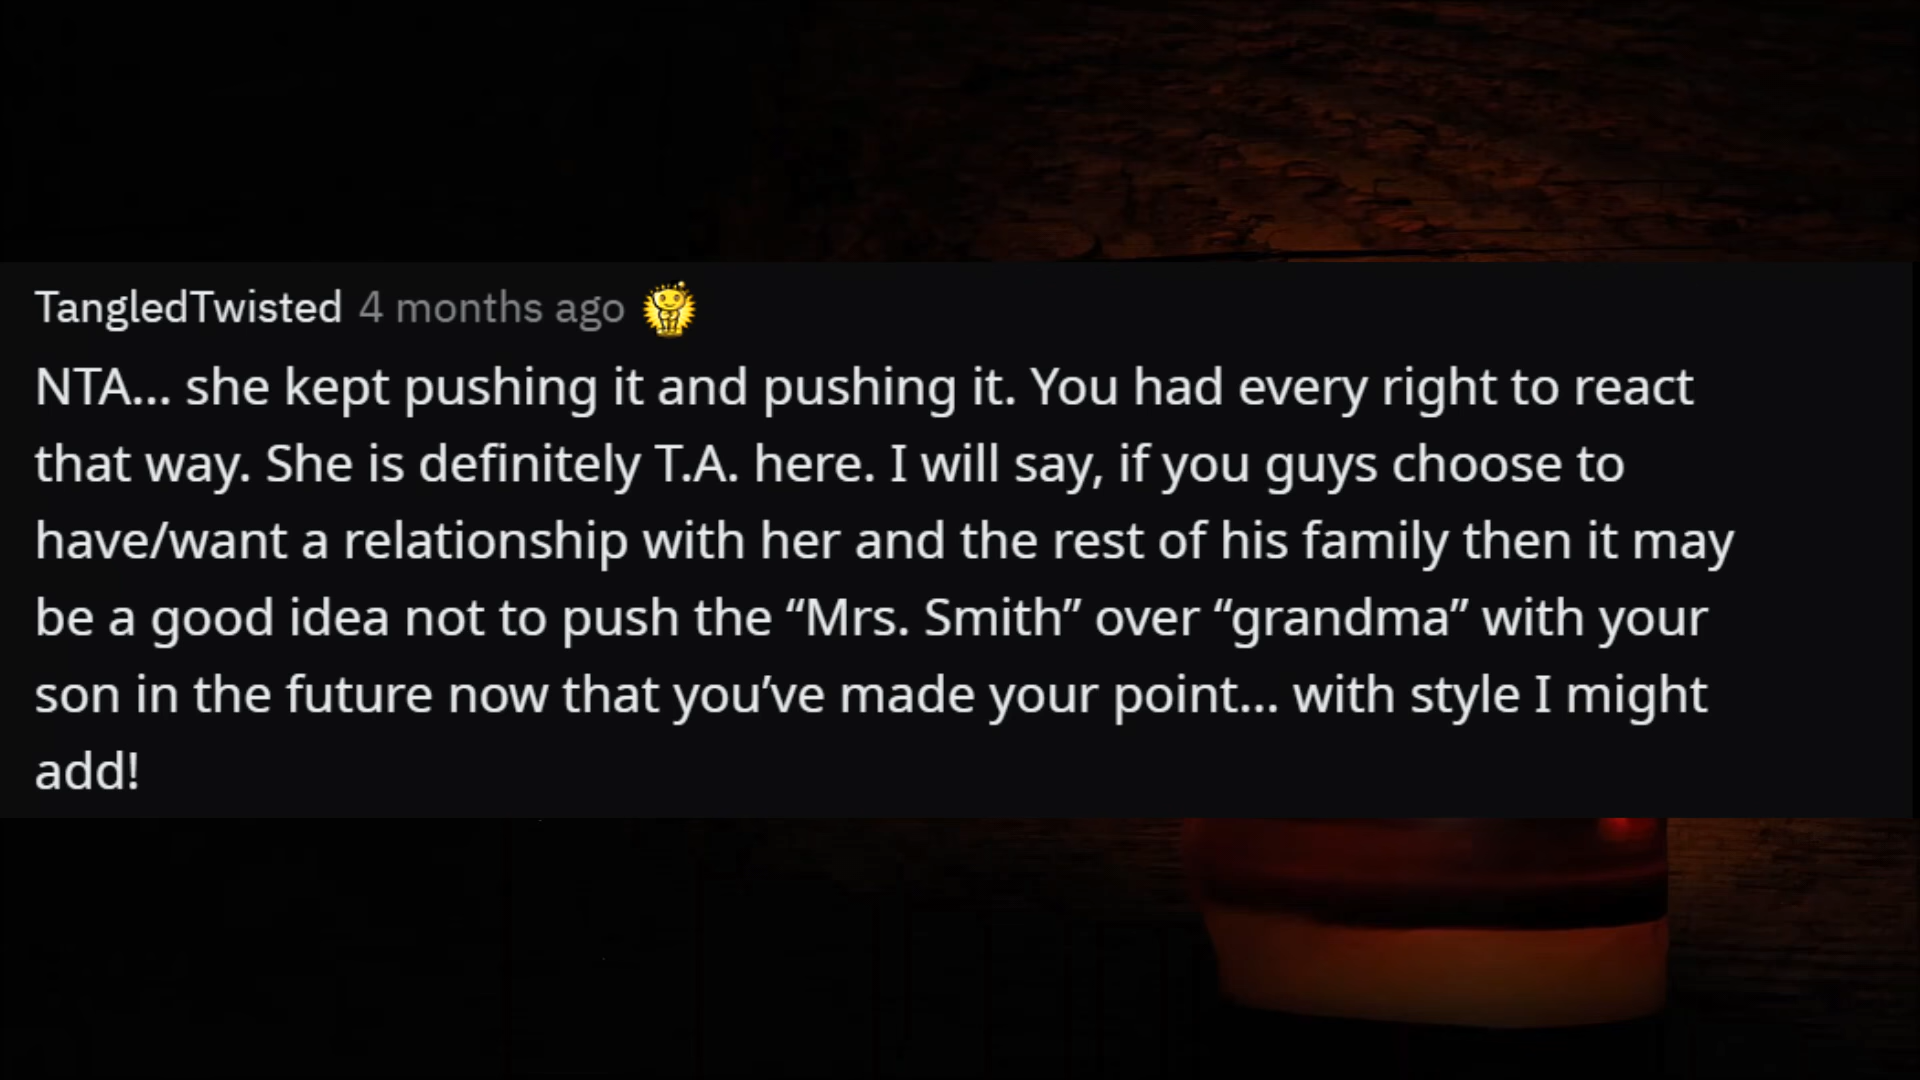 TangledTwisted 4 months ago
NTA... she kept pushing it and pushing it. You had every right to react
that way. She is definitely T.A. here. I will say, if you guys choose to
have/want a relationship with her and the rest of his family then it may
be a good idea not to push the “Mrs. Smith” over “grandma” with your
son in the future now that you’ve made your point... with style I might
add!